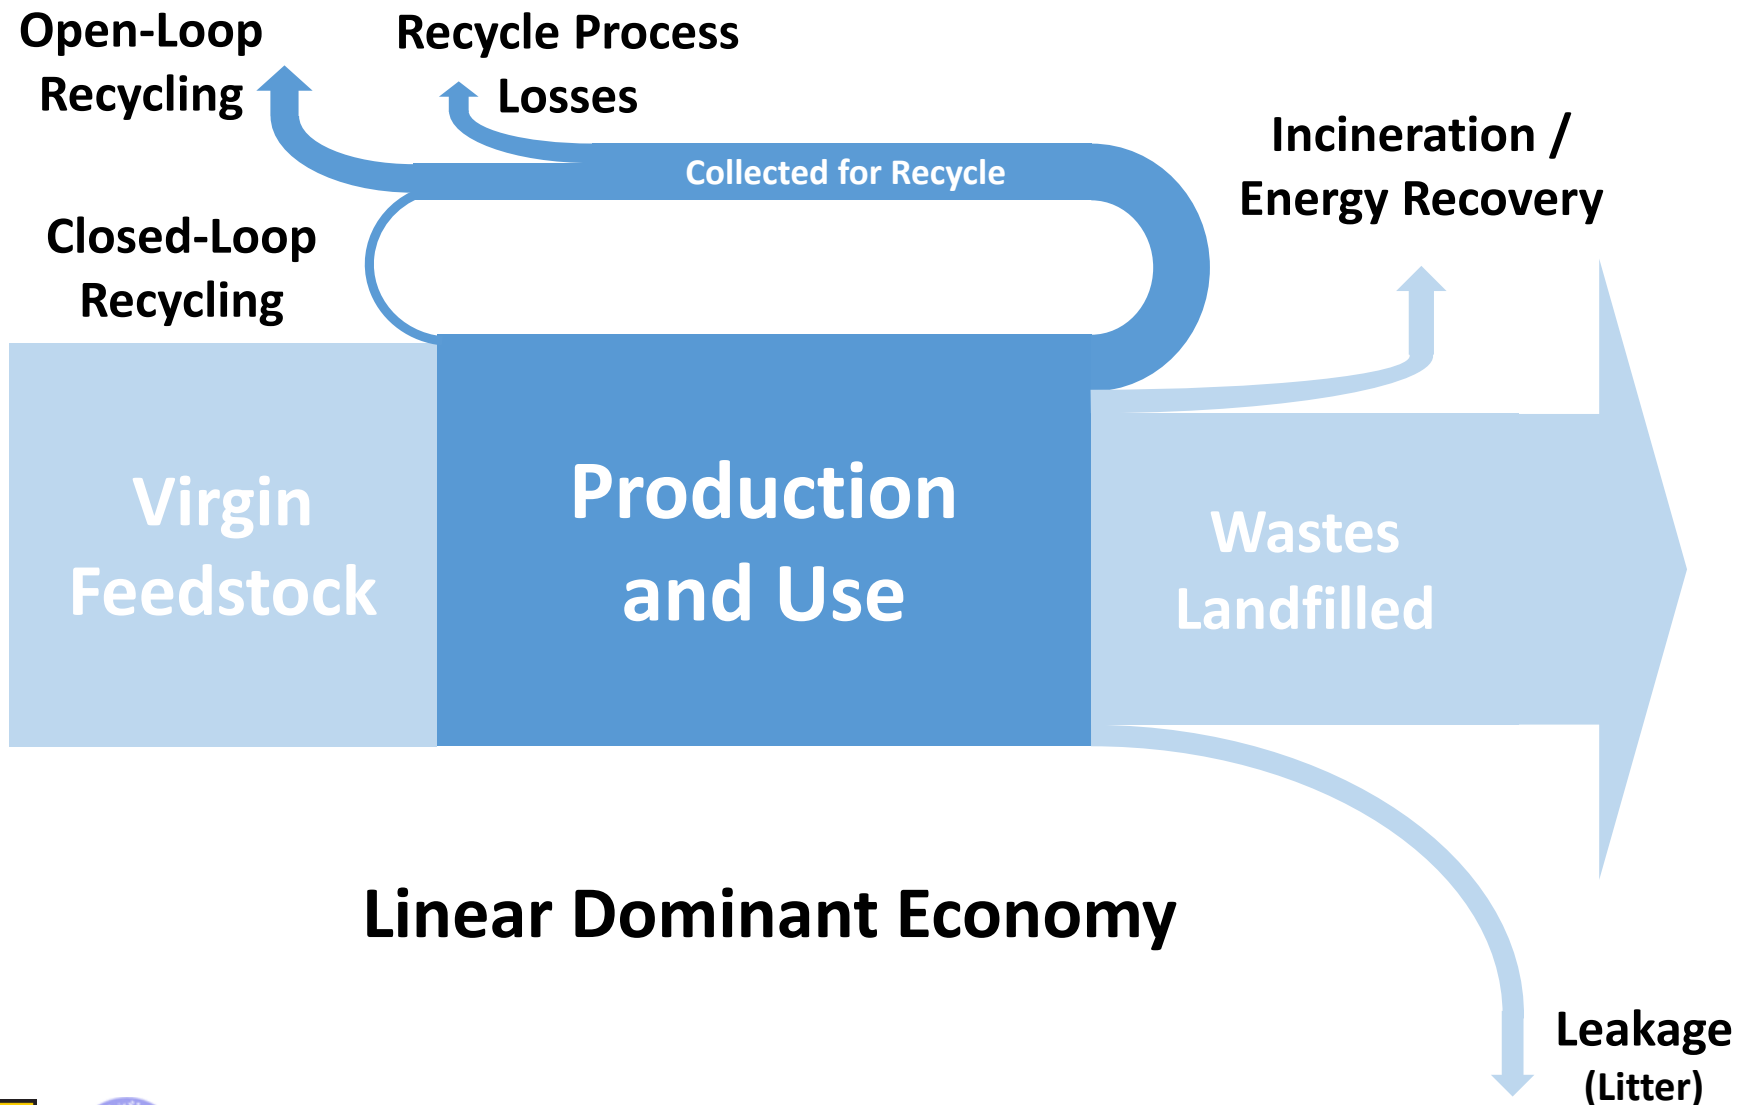 Open-Loop
Recycling
Recycle Process
Losses
Collected for Recycle
Incineration /
Energy Recovery
Closed-Loop
Recycling
Virgin
Feedstock
Production
and Use
Wastes
Landfilled
Linear Dominant Economy
Leakage
(Litter)